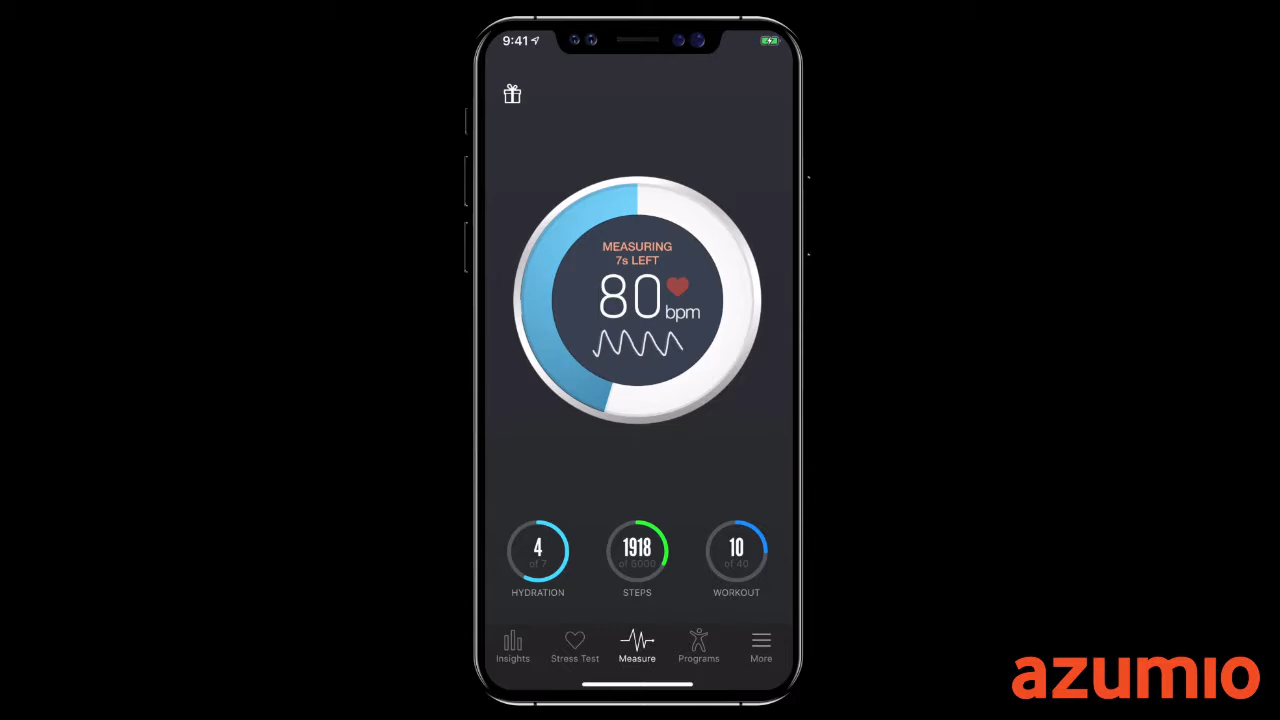 9:41
MEASURING
7s LEFT
80
bpm
4
of 7
HYDRATION
1918
of 6000
STEPS
10
of 40
WORKOUT
Insights
Stress Test
Measure
Programs
More
azumio